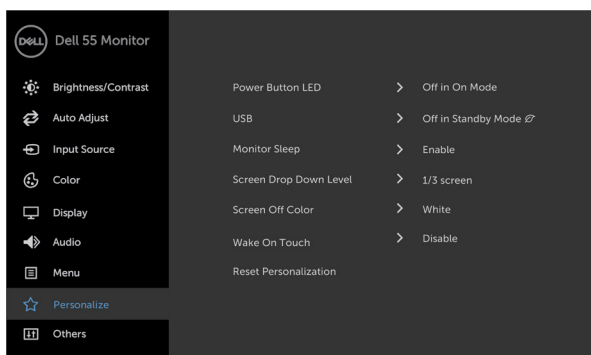 DELL Dell 55 Monitor
Brightness/Contrast
Auto Adjust
Input Source
Color
Display
Audio
Menu
Personalize
Others
Power Button LED > Off in On Mode
USB > Off in Standby Mode
Monitor Sleep > Enable
Screen Drop Down Level > 1/3 screen
Screen Off Color > White
Wake On Touch > Disable
Reset Personalization